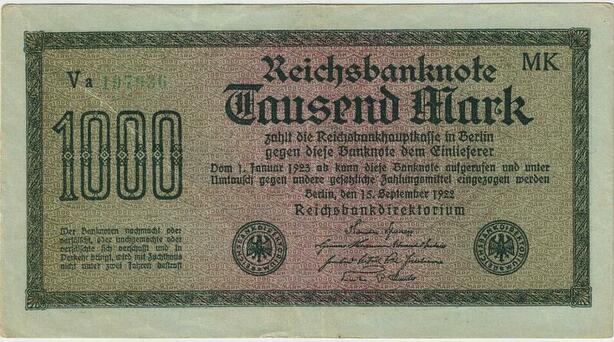 Reichsbanknote
MK
Va 197936
Tausend Mark
1000
zahlt die Reichsbankhauptkasse in Berlin
gegen diese Banknote dem Einlieferer
Vom 1. Januar 1923 ab kann diese Banknote aufgerufen und unter
Umtausch gegen andere gesetzliche Zahlungsmittel eingezogen werden
Berlin, den 15. September 1922
Reichsbankdirektorium
Wer Banknoten nachmacht oder
verfälscht, oder nachgemachte oder
verfälschte sich verschafft und in
Verkehr bringt, wird mit Zuchthaus
nicht unter zwei Jahren bestraft